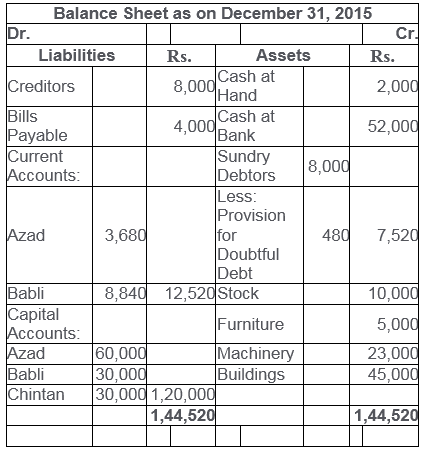 Balance Sheet as on December 31, 2015
Dr. Cr.
Liabilities Rs. Assets Rs.
Creditors 8,000 Cash at Hand 2,000
Bills Payable 4,000 Cash at Bank 52,000
Current Accounts: Sundry Debtors 8,000
Azad 3,680 Less: Provision for Doubtful Debt 480 7,520
Babli 8,840 12,520 Stock 10,000
Capital Accounts: Furniture 5,000
Azad 60,000 Machinery 23,000
Babli 30,000 Buildings 45,000
Chintan 30,000 1,20,000
1,44,520 1,44,520